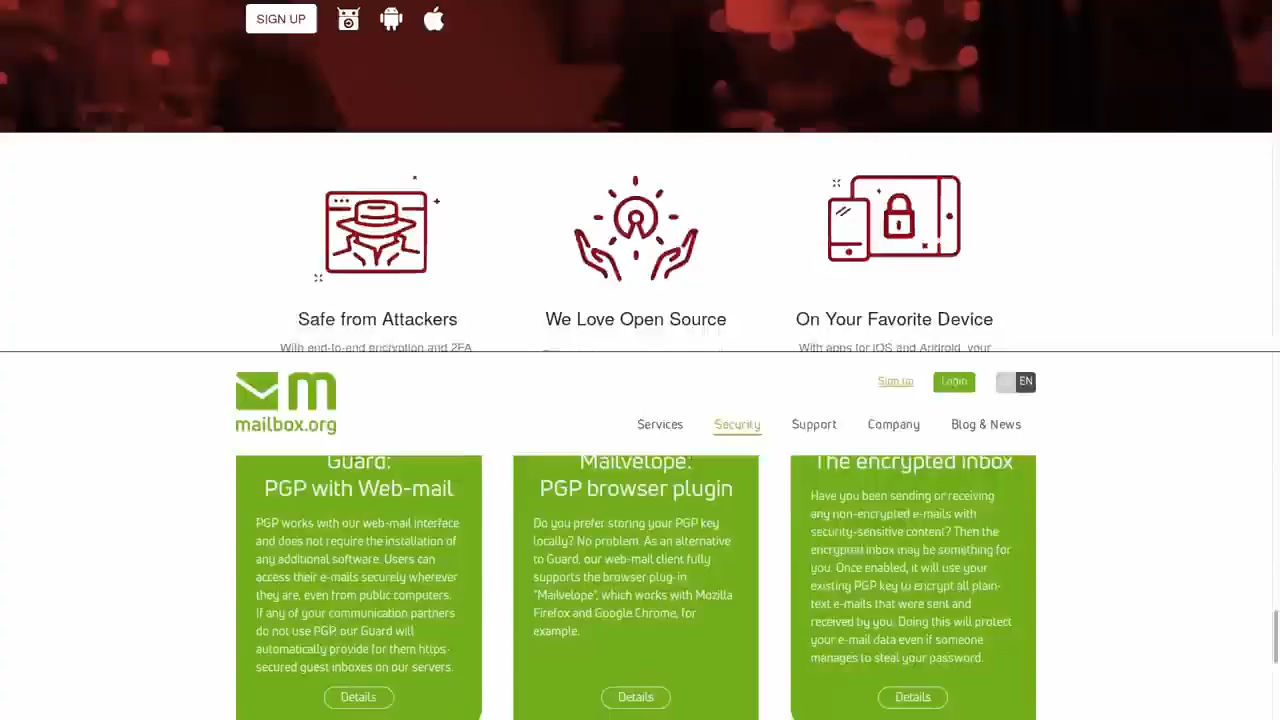 SIGN UP
Safe from Attackers
We Love Open Source
On Your Favorite Device
With end-to-end encryption and 2FA,
With apps for iOS and Android, your
mailbox.org
Sign up
Login
EN
Services
Security
Support
Company
Blog & News
Guard:
PGP with Web-mail
PGP works with our web-mail interface
and does not require the installation of
any additional software. Users can
access their e-mails securely wherever
they are, even from public computers.
If any of your communication partners
do not use PGP, our Guard will
automatically provide for them https-
secured guest inboxes on our servers.
Details
Mailvelope:
PGP browser plugin
Do you prefer storing your PGP key
locally? No problem. As an alternative
to Guard, our web-mail client fully
supports the browser plug-in
"Mailvelope", which works with Mozilla
Firefox and Google Chrome, for
example.
Details
The encrypted inbox
Have you been sending or receiving
any non-encrypted e-mails with
security-sensitive content? Then the
encrypted inbox may be something for
you. Once enabled, it will use your
existing PGP key to encrypt all plain-
text e-mails that were sent and
received by you. Doing this will protect
your e-mail data even if someone
manages to steal your password.
Details